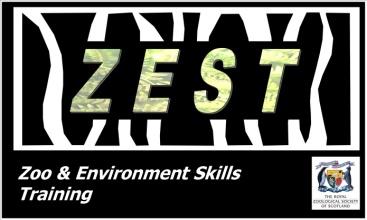 ZEST
Zoo & Environment Skills
Training
THE ROYAL
ZOOLOGICAL SOCIETY
OF SCOTLAND